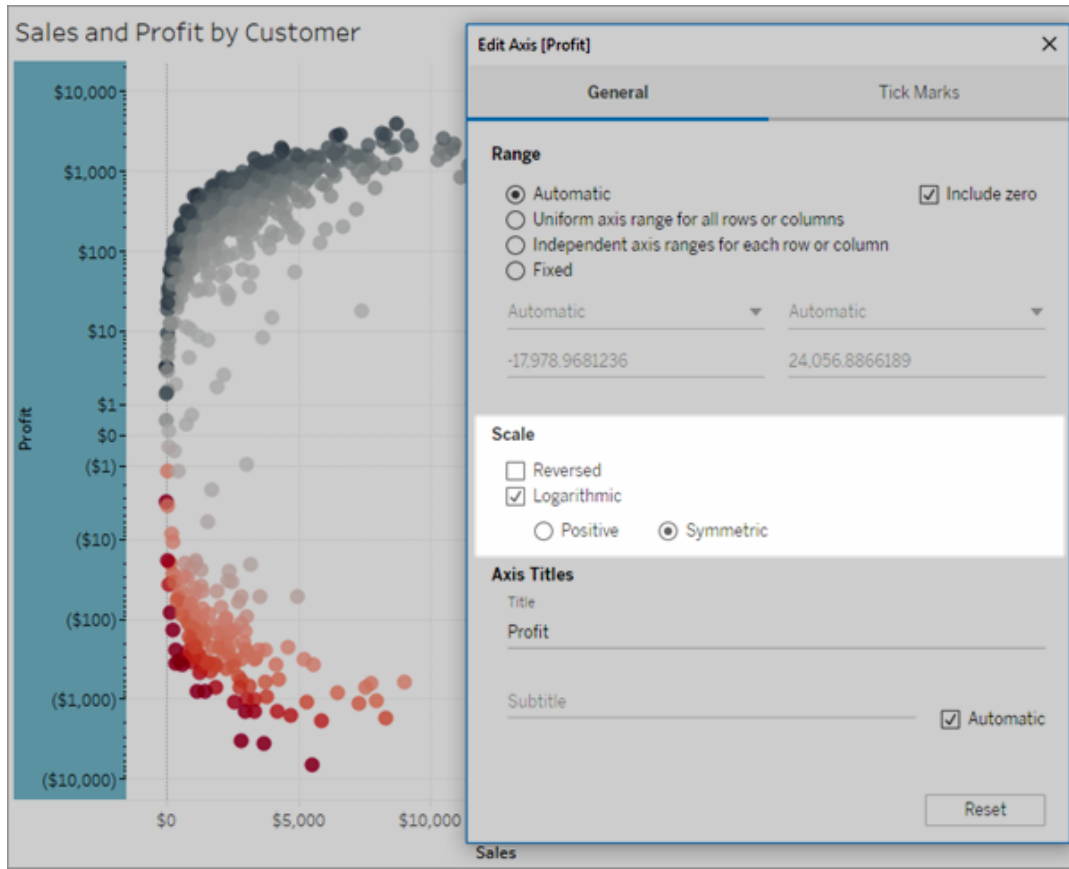 Sales and Profit by Customer
$10,000
$1,000
$100
$10
$1
$0
($1)
($10)
($100)
($1,000)
($10,000)
Profit
$0
$5,000
$10,000
Sales
Edit Axis [Profit]
General
Tick Marks
Range
Automatic
Include zero
Uniform axis range for all rows or columns
Independent axis ranges for each row or column
Fixed
Automatic
Automatic
-17,978.9681236
24,056.8866189
Scale
Reversed
Logarithmic
Positive
Symmetric
Axis Titles
Title
Profit
Subtitle
Automatic
Reset